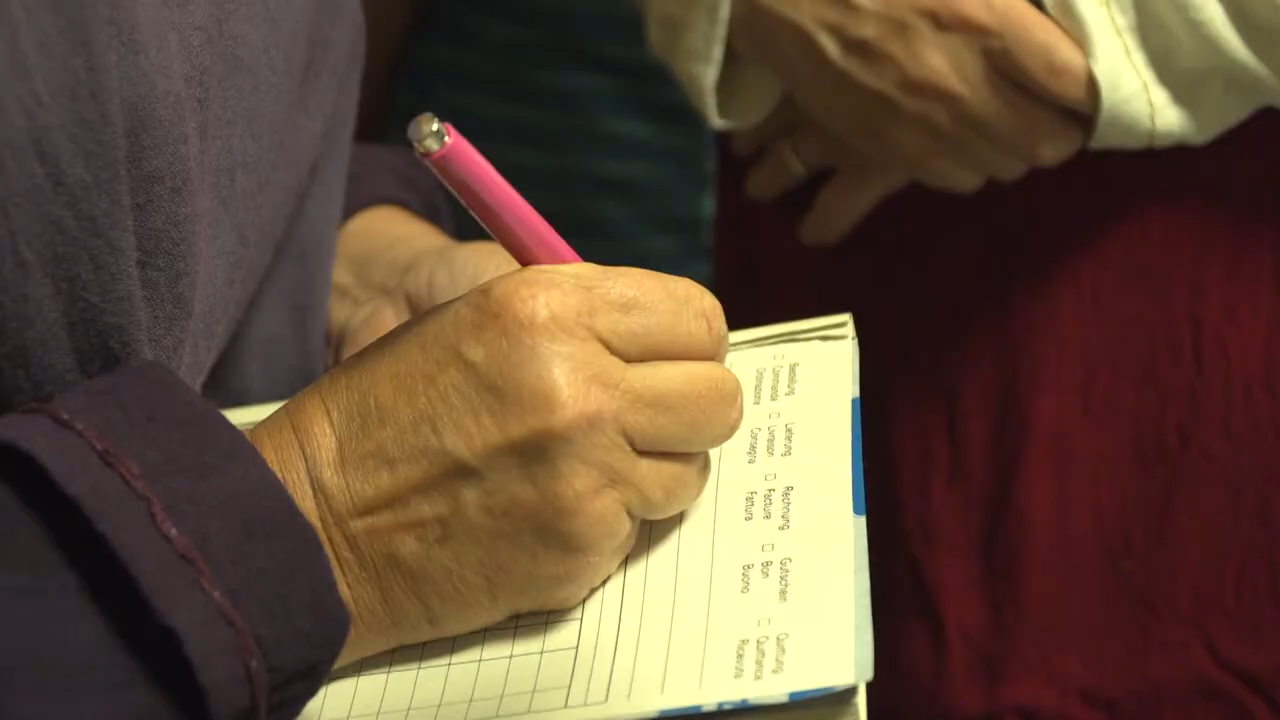 Bestellung Lieferung Rechnung Gutschein Quittung
☐ Commande ☐ Livraison ☐ Facture ☐ Bon ☐ Quittance
Ordinazione Consegna Fattura Buono Ricevuta